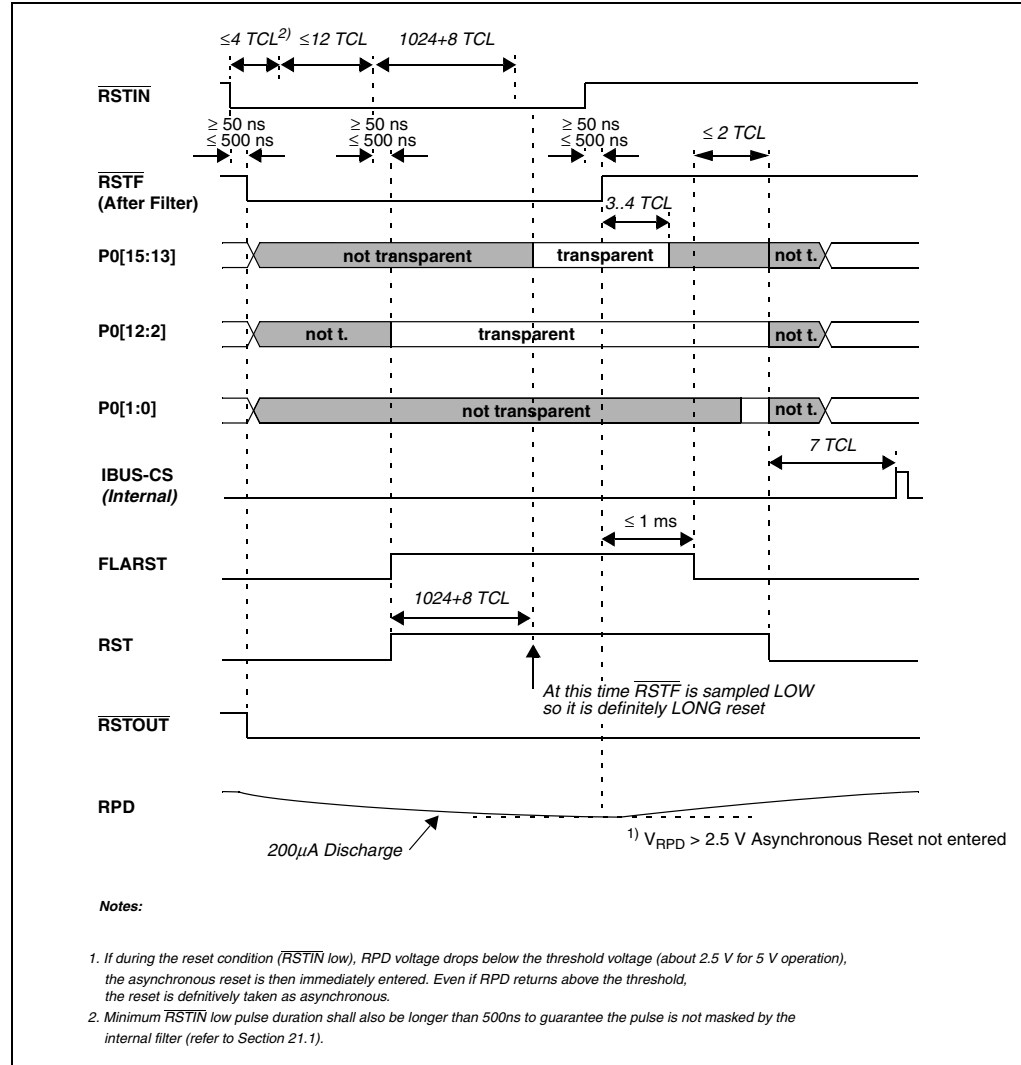 ≤4 TCL2) ≤12 TCL 1024+8 TCL
RSTIN
≥ 50 ns ≥ 50 ns ≥ 50 ns
≤ 500 ns ≤ 500 ns ≤ 500 ns ≤ 2 TCL
RSTF
(After Filter)
3..4 TCL
P0[15:13] not transparent transparent not t.
P0[12:2] not t. transparent not t.
P0[1:0] not transparent not t.
7 TCL
IBUS-CS
(Internal)
≤ 1 ms
FLARST
1024+8 TCL
RST
At this time RSTF is sampled LOW
so it is definitely LONG reset
RSTOUT
RPD
200μA Discharge
1) VRPD > 2.5 V Asynchronous Reset not entered
Notes:
1. If during the reset condition (RSTIN low), RPD voltage drops below the threshold voltage (about 2.5 V for 5 V operation),
the asynchronous reset is then immediately entered. Even if RPD returns above the threshold,
the reset is defnitively taken as asynchronous.
2. Minimum RSTIN low pulse duration shall also be longer than 500ns to guarantee the pulse is not masked by the
internal filter (refer to Section 21.1).